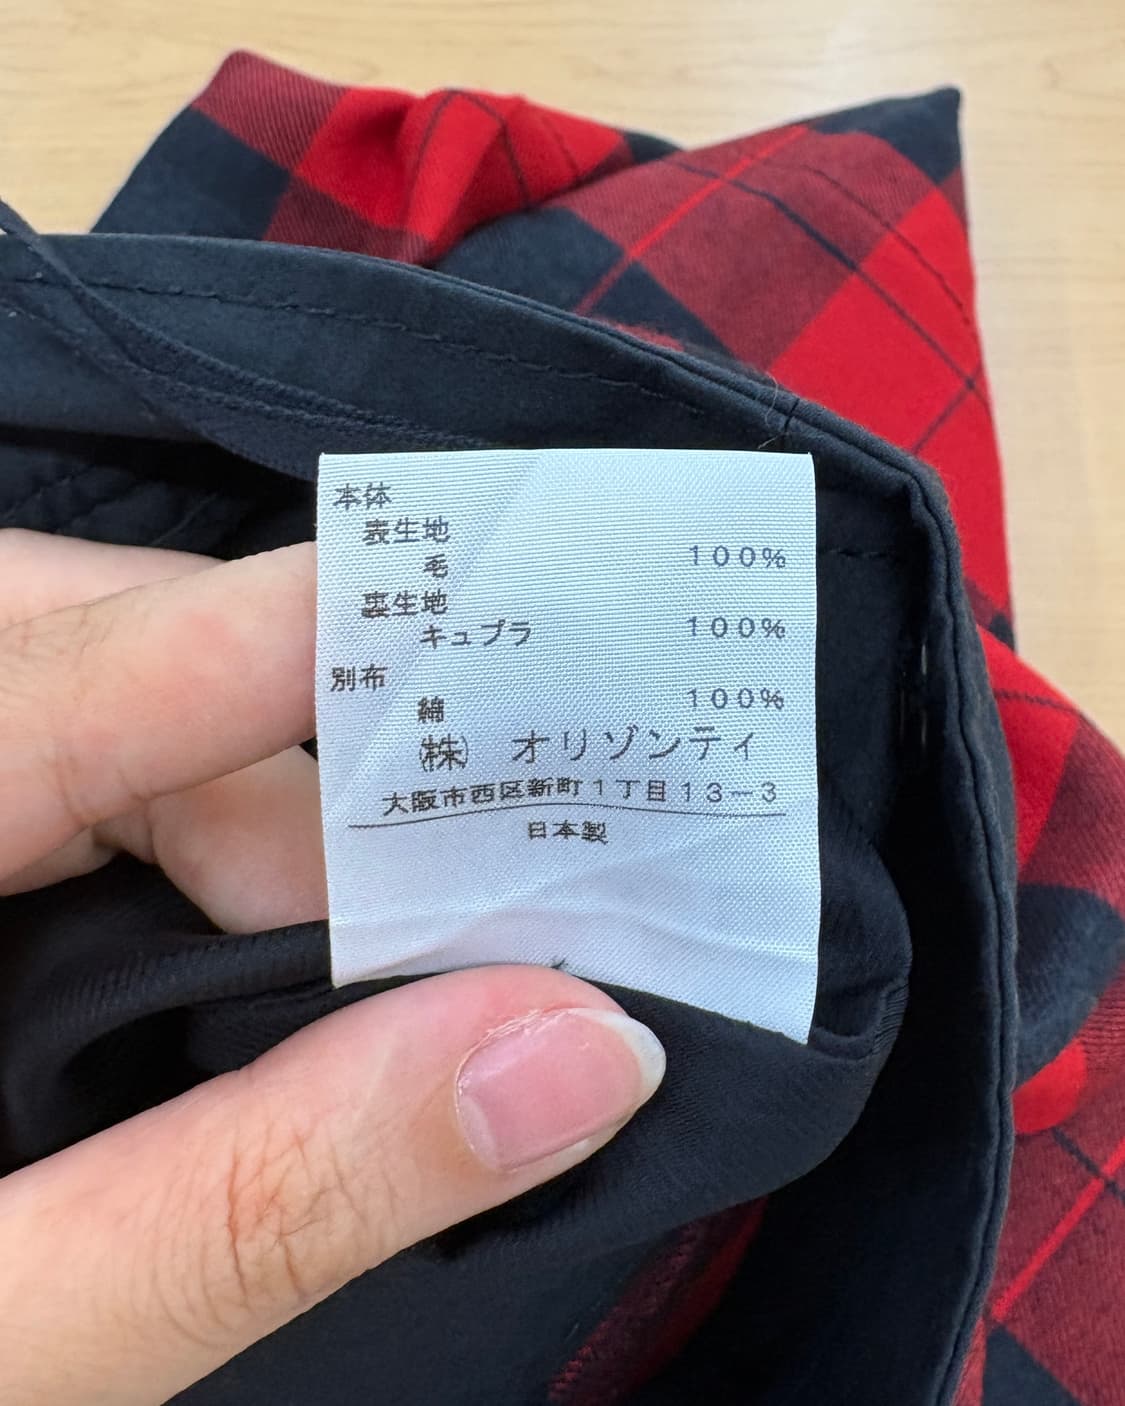 本体
表生地
毛 100%
裏生地
キュプラ 100%
別布
綿 100%
㈱ オリゾンティ
大阪市西区新町1丁目13-3
日本製